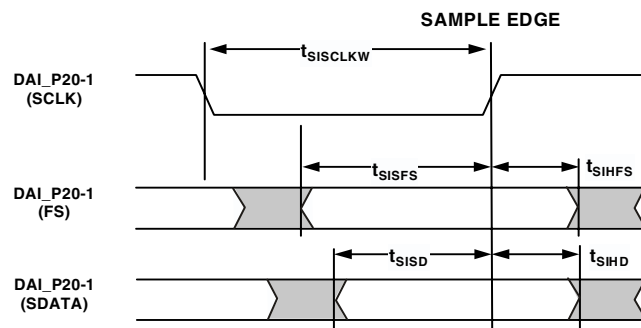 SAMPLE EDGE
tSISCLKW
DAI_P20-1
(SCLK)
tSISFS
tSIHFS
DAI_P20-1
(FS)
tSISD
tSIHD
DAI_P20-1
(SDATA)